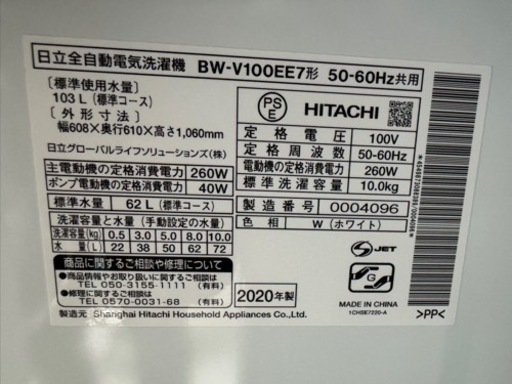 日立全自動電気洗濯機 BW-V100EE7形 50-60Hz共用
〔標準使用水量〕
103L(標準コース)
〔外形寸法〕
幅608×奥行610×高さ1,060mm
日立グローバルライフソリューションズ(株)
PSE
HITACHI
定格電圧 100V
定格周波数 50-60Hz
電動機の定格消費電力 260W
標準洗濯容量 10.0kg
主電動機の定格消費電力 260W
ポンプ電動機の定格消費電力 40W
標準水量 62L(標準コース)
洗濯容量と水量(手動設定の水量)
洗濯容量(kg) 0.5 3.0 5.0 8.0 10.0
水量(L) 22 38 50 62 72
製造番号 0004096
色相 W(ホワイト)
S-JET
商品に関するご相談や修理について
商品情報やお取り扱いに関するご相談
TEL 050-3155-1111 (有料)
修理に関するご相談
TEL 0570-0031-68 (有料)
2020年製
MADE IN CHINA
1CHSE7220-A
製造元 Shanghai Hitachi Household Appliances Co.,Ltd.
>PP<